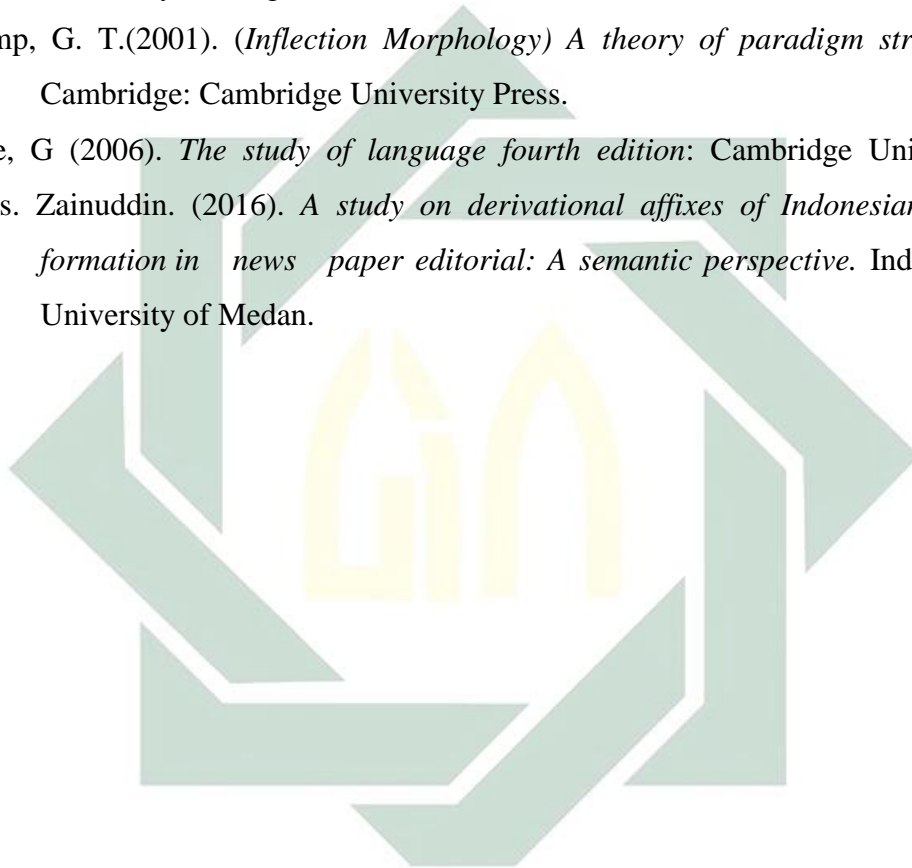 mp, G. T.(2001). (Inflection Morphology) A theory of paradigm str
Cambridge: Cambridge University Press.
e, G (2006). The study of language fourth edition: Cambridge Uni
s. Zainuddin. (2016). A study on derivational affixes of Indonesian
formation in news paper editorial: A semantic perspective. Ind
University of Medan.